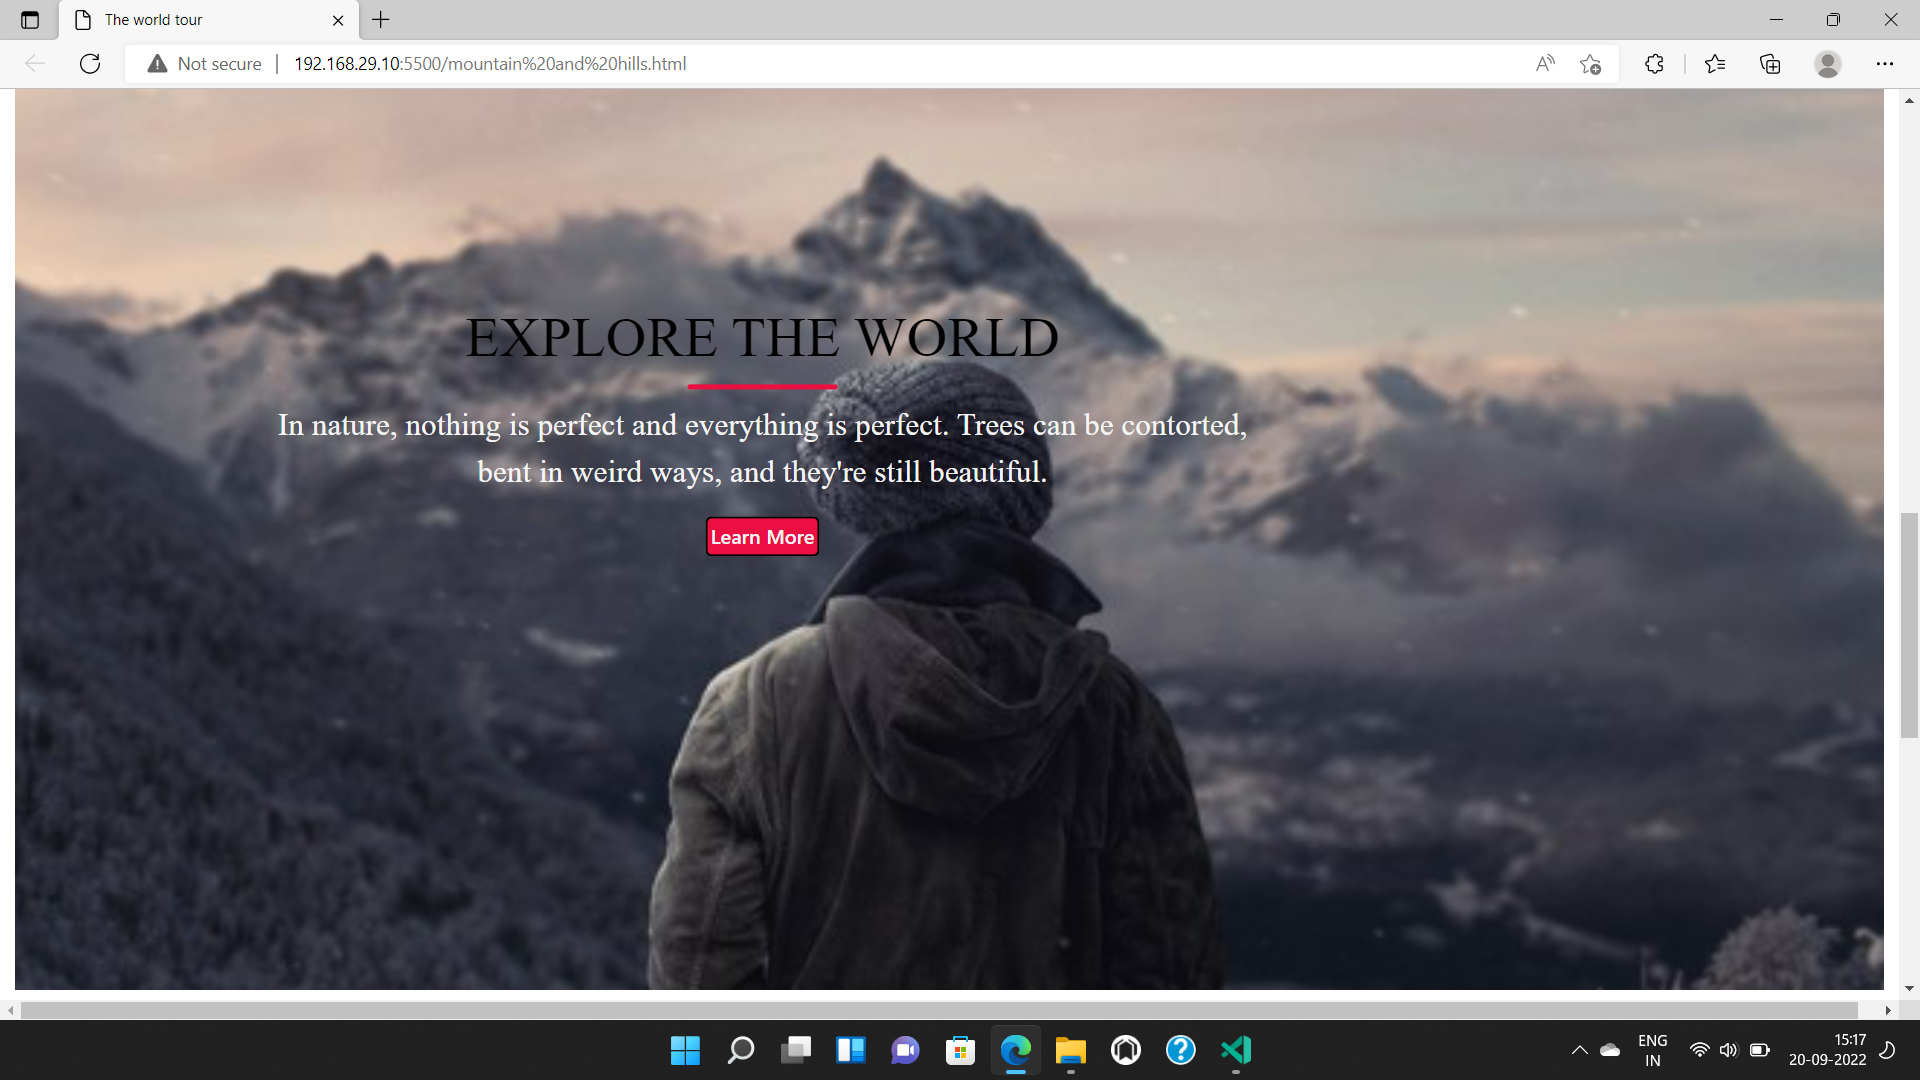 The world tour
Not secure
192.168.29.10:5500/mountain%20and%20hills.html
EXPLORE THE WORLD
In nature, nothing is perfect and everything is perfect. Trees can be contorted,
bent in weird ways, and they're still beautiful.
Learn More
ENG
IN
15:17
20-09-2022